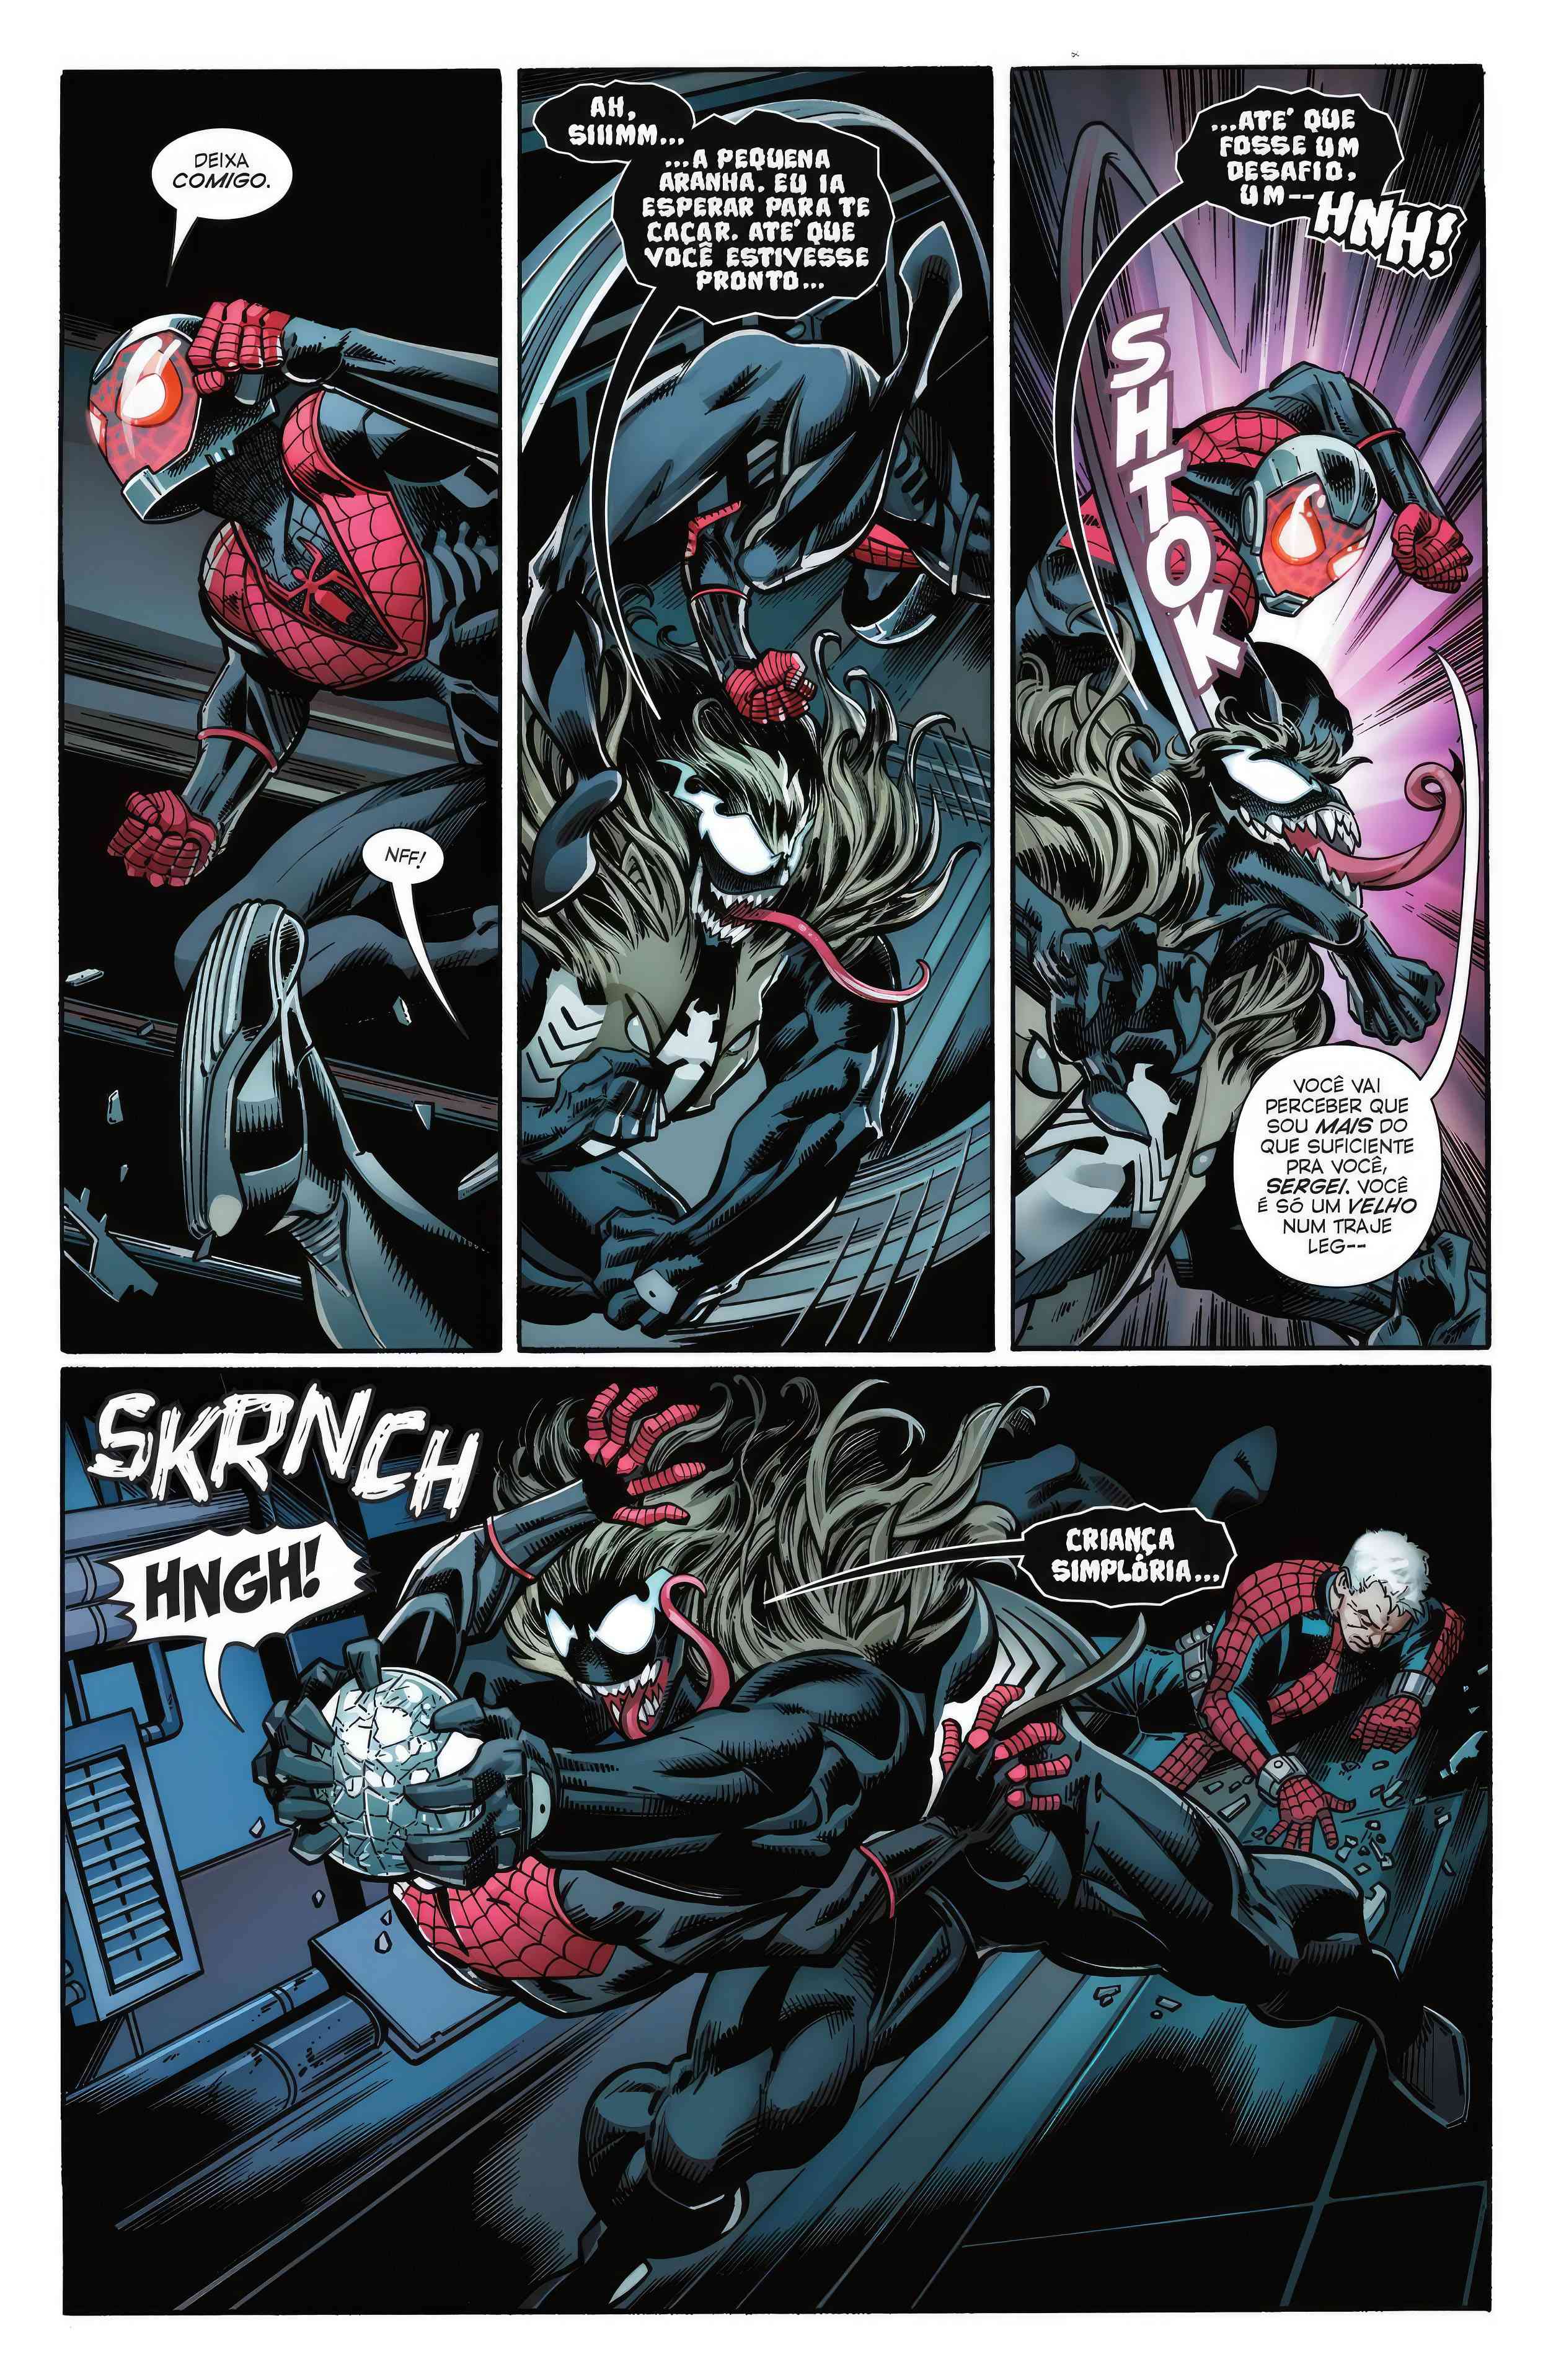 DEIXA
COMIGO.
NFF!
AH,
SIIIMM...
...A PEQUENA
ARANHA. EU IA
ESPERAR PARA TE
CAÇAR. ATE' QUE
VOCÊ ESTIVESSE
PRONTO...
...ATE' QUE
FOSSE UM
DESAFIO.
UM--
HNH!
SHTOK
VOCÊ VAI
PERCEBER QUE
SOU MAIS DO
QUE SUFICIENTE
PRA VOCÊ,
SERGEI. VOCÊ
É SÓ UM VELHO
NUM TRAJE
LEG--
SKRNCH
HNGH!
CRIANÇA
SIMPLÓRIA...